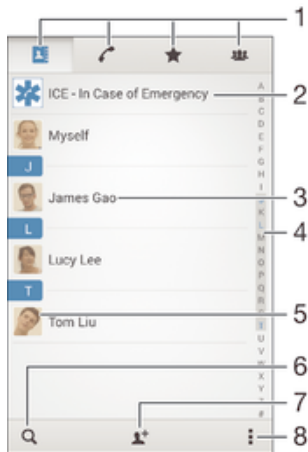 1
ICE - In Case of Emergency
2
Myself
J
James Gao
3
L
4
Lucy Lee
T
Tom Liu
5
6
7
8
A
B
C
D
E
F
G
H
I
J
K
L
M
N
O
P
Q
R
S
T
U
V
W
X
Y
Z
#